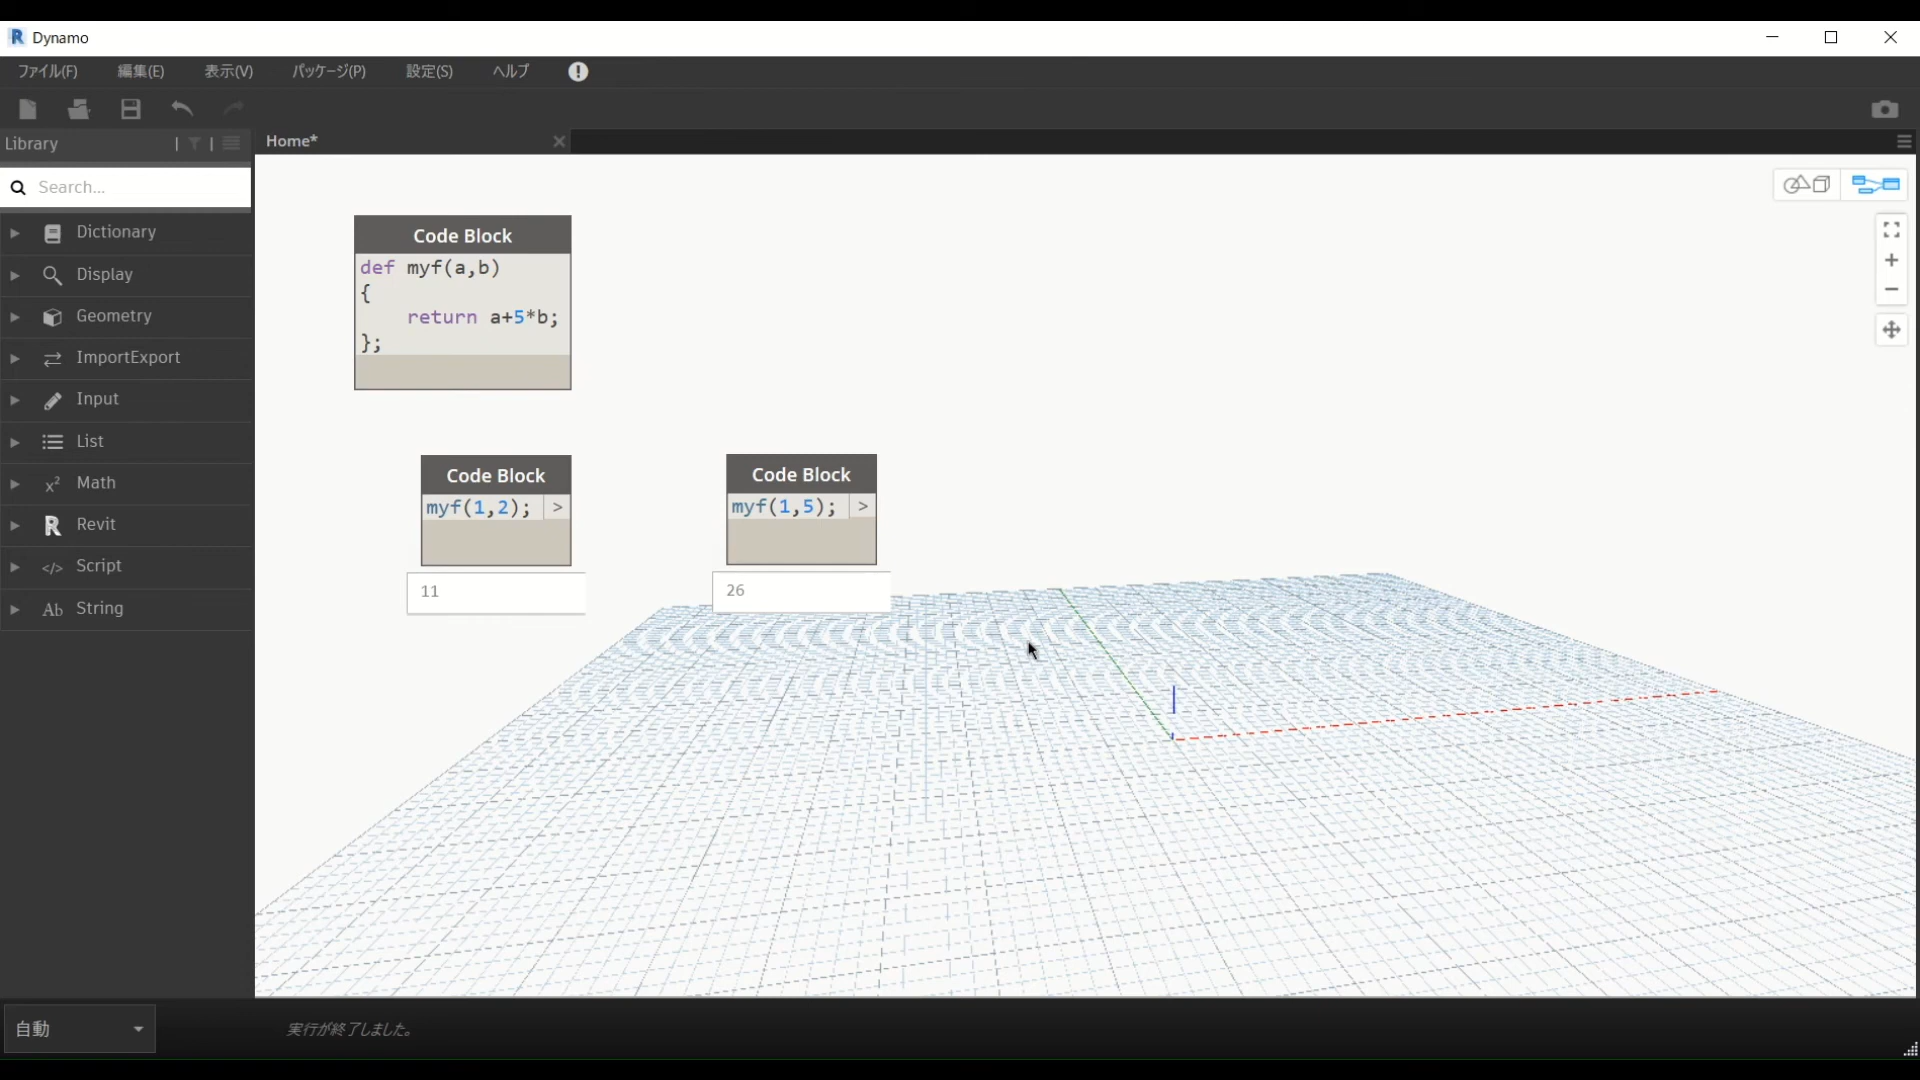 Dynamo
ファイル(F) 編集(E) 表示(V) パッケージ(P) 設定(S) ヘルプ
Library
Home*
Search...
Dictionary
Display
Geometry
ImportExport
Input
List
Math
Revit
Script
String
Code Block
def myf(a,b)
{
return a+5*b;
};
Code Block
myf(1,2); >
11
Code Block
myf(1,5); >
26
自動
実行が終了しました。